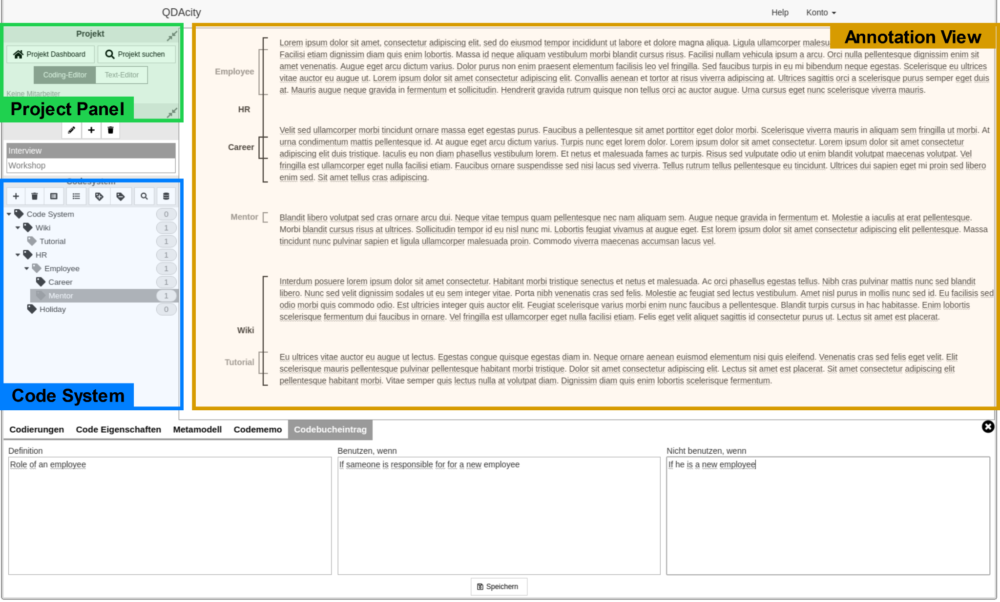 QDAcity
Help
Konto
Projekt
Projekt Dashboard
Projekt suchen
Coding-Editor
Text-Editor
Keine Mitarbeiter
Project Panel
Interview
Workshop
Codesystem
Code System 0
Wiki 1
Tutorial 1
HR 1
Employee 1
Career 1
Mentor 1
Holiday 0
Code System
Annotation View
Employee
HR
Career
Mentor
Wiki
Tutorial
Lorem ipsum dolor sit amet, consectetur adipiscing elit, sed do eiusmod tempor incididunt ut labore et dolore magna aliqua. Ligula ullamcorper malesu
Facilisi etiam dignissim diam quis enim lobortis. Massa id neque aliquam vestibulum morbi blandit cursus risus. Facilisi nullam vehicula ipsum a arcu. Orci nulla pellentesque dignissim enim sit
amet venenatis. Augue eget arcu dictum varius. Dolor purus non enim praesent elementum facilisis leo vel fringilla. Sed faucibus turpis in eu mi bibendum neque egestas. Scelerisque eu ultrices
vitae auctor eu augue ut. Lorem ipsum dolor sit amet consectetur adipiscing elit. Convallis aenean et tortor at risus viverra adipiscing at. Ultrices sagittis orci a scelerisque purus semper eget duis
at. Mauris augue neque gravida in fermentum et sollicitudin. Hendrerit gravida rutrum quisque non tellus orci ac auctor augue. Urna cursus eget nunc scelerisque viverra mauris.
Velit sed ullamcorper morbi tincidunt ornare massa eget egestas purus. Faucibus a pellentesque sit amet porttitor eget dolor morbi. Scelerisque viverra mauris in aliquam sem fringilla ut morbi. At
urna condimentum mattis pellentesque id. At augue eget arcu dictum varius. Turpis nunc eget lorem dolor. Lorem ipsum dolor sit amet consectetur. Lorem ipsum dolor sit amet consectetur
adipiscing elit duis tristique. Iaculis eu non diam phasellus vestibulum lorem. Et netus et malesuada fames ac turpis. Risus sed vulputate odio ut enim blandit volutpat maecenas volutpat. Vel
fringilla est ullamcorper eget nulla facilisi etiam. Faucibus ornare suspendisse sed nisi lacus sed viverra. Tellus rutrum tellus pellentesque eu tincidunt. Ultrices dui sapien eget mi proin sed libero
enim sed. Sit amet tellus cras adipiscing.
Blandit libero volutpat sed cras ornare arcu dui. Neque vitae tempus quam pellentesque nec nam aliquam sem. Augue neque gravida in fermentum et. Molestie a iaculis at erat pellentesque.
Morbi blandit cursus risus at ultrices. Sollicitudin tempor id eu nisl nunc mi. Lobortis feugiat vivamus at augue eget. Est lorem ipsum dolor sit amet consectetur adipiscing elit pellentesque. Massa
tincidunt nunc pulvinar sapien et ligula ullamcorper malesuada proin. Commodo viverra maecenas accumsan lacus vel.
Interdum posuere lorem ipsum dolor sit amet consectetur. Habitant morbi tristique senectus et netus et malesuada. Ac orci phasellus egestas tellus. Nibh cras pulvinar mattis nunc sed blandit
libero. Nunc sed velit dignissim sodales ut eu sem integer vitae. Porta nibh venenatis cras sed felis. Molestie ac feugiat sed lectus vestibulum. Amet nisl purus in mollis nunc sed id. Eu facilisis sed
odio morbi quis commodo odio. Est ultricies integer quis auctor elit. Feugiat scelerisque varius morbi enim nunc faucibus a pellentesque. Blandit turpis cursus in hac habitasse. Enim lobortis
scelerisque fermentum dui faucibus in ornare. Vel fringilla est ullamcorper eget nulla facilisi etiam. Felis eget velit aliquet sagittis id consectetur purus ut. Lectus sit amet est placerat.
Eu ultrices vitae auctor eu augue ut lectus. Egestas congue quisque egestas diam in. Neque ornare aenean euismod elementum nisi quis eleifend. Venenatis cras sed felis eget velit. Elit
scelerisque mauris pellentesque pulvinar pellentesque habitant morbi tristique. Dolor sit amet consectetur adipiscing elit. Lectus sit amet est placerat. Sit amet consectetur adipiscing elit
pellentesque habitant morbi. Vitae semper quis lectus nulla at volutpat diam. Dignissim diam quis enim lobortis scelerisque fermentum.
Codierungen
Code Eigenschaften
Metamodell
Codememo
Codebucheintrag
Definition
Role of an employee
Benutzen, wenn
If sameone is responsible for for a new employee
Nicht benutzen, wenn
If he is a new employee
Speichern